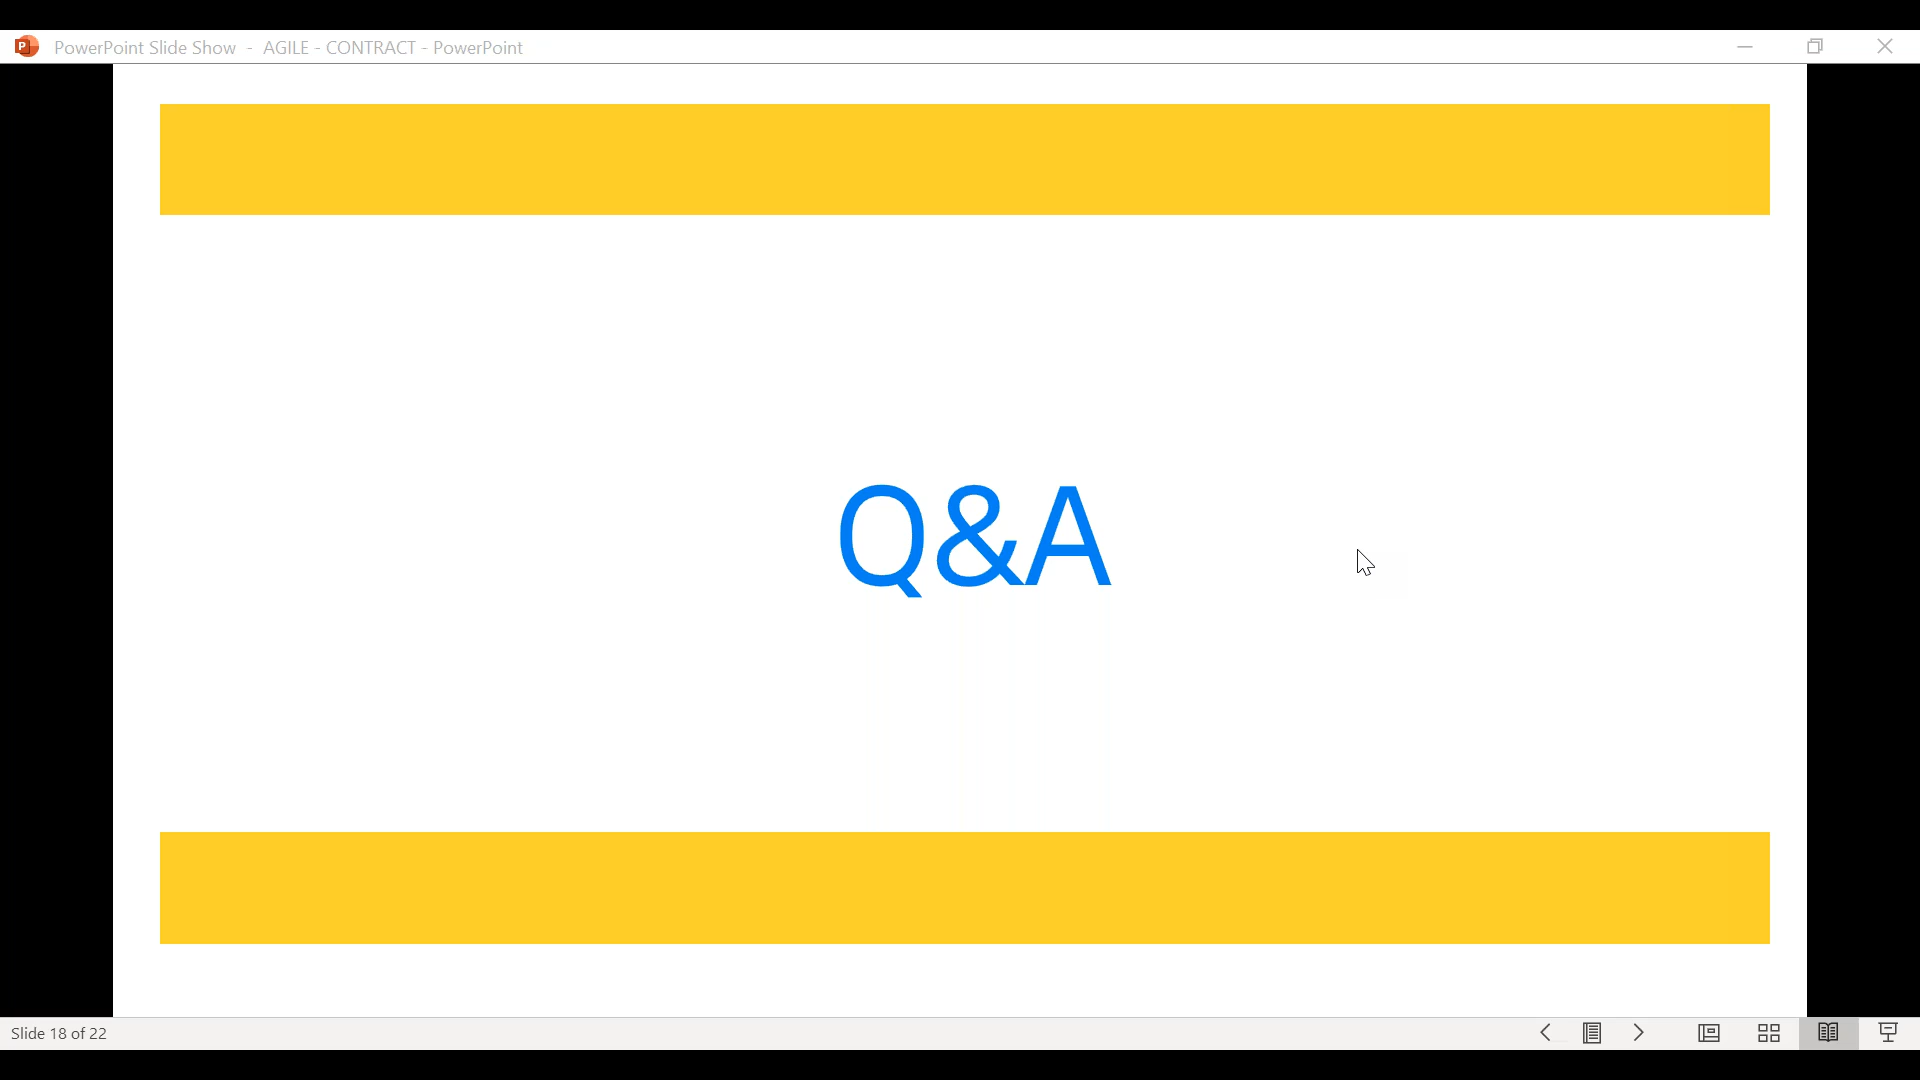 PowerPoint Slide Show - AGILE - CONTRACT - PowerPoint
Q&A
Slide 18 of 22